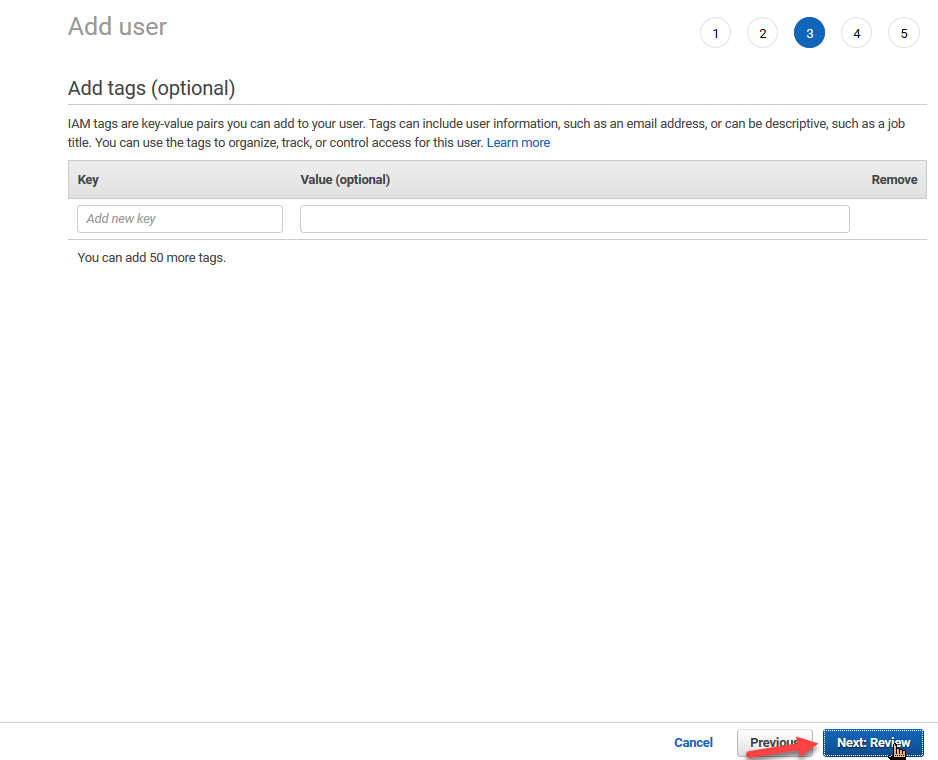 Add user
1 2 3 4 5
Add tags (optional)
IAM tags are key-value pairs you can add to your user. Tags can include user information, such as an email address, or can be descriptive, such as a job
title. You can use the tags to organize, track, or control access for this user. Learn more
Key Value (optional) Remove
Add new key
You can add 50 more tags.
Cancel Previous Next: Review